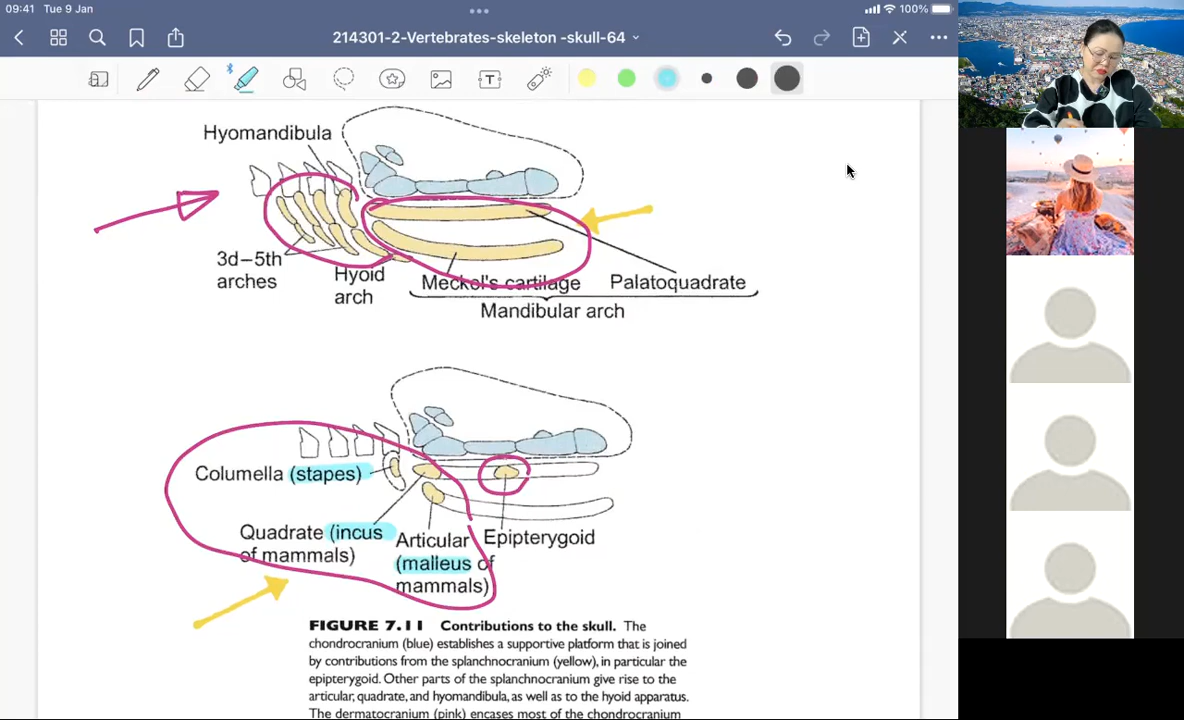 09:41 Tue 9 Jan
100%
214301-2-Vertebrates-skeleton -skull-64
Hyomandibula
3d–5th
arches
Hyoid
arch
Meckel's cartilage
Palatoquadrate
Mandibular arch
Columella (stapes)
Quadrate (incus
of mammals)
Articular
(malleus of
mammals)
Epipterygoid
FIGURE 7.11 Contributions to the skull. The
chondrocranium (blue) establishes a supportive platform that is joined
by contributions from the splanchnocranium (yellow), in particular the
epipterygoid. Other parts of the splanchnocranium give rise to the
articular, quadrate, and hyomandibula, as well as to the hyoid apparatus.
The dermatocranium (pink) encases most of the chondrocranium